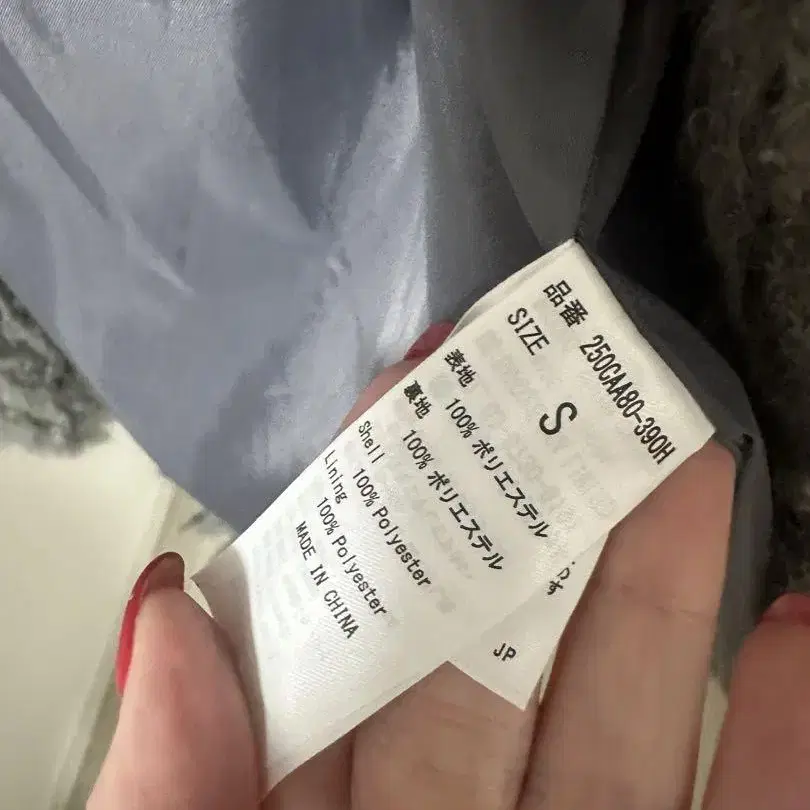 品番 250CAA80-390H
SIZE S
表地 100% ポリエステル
裏地 100% ポリエステル
Shell 100% Polyester
Lining 100% Polyester
MADE IN CHINA
す
JP